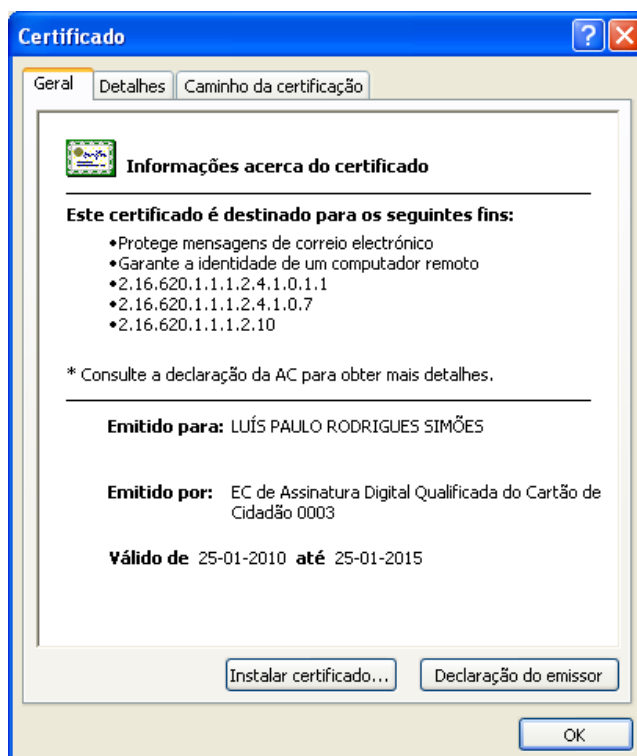 Certificado
Geral
Detalhes
Caminho da certificação
Informações acerca do certificado
Este certificado é destinado para os seguintes fins:
•Protege mensagens de correio electrónico
•Garante a identidade de um computador remoto
•2.16.620.1.1.1.2.4.1.0.1.1
•2.16.620.1.1.1.2.4.1.0.7
•2.16.620.1.1.1.2.10
* Consulte a declaração da AC para obter mais detalhes.
Emitido para: LUÍS PAULO RODRIGUES SIMÕES
Emitido por: EC de Assinatura Digital Qualificada do Cartão de
Cidadão 0003
Válido de 25-01-2010 até 25-01-2015
Instalar certificado...
Declaração do emissor
OK